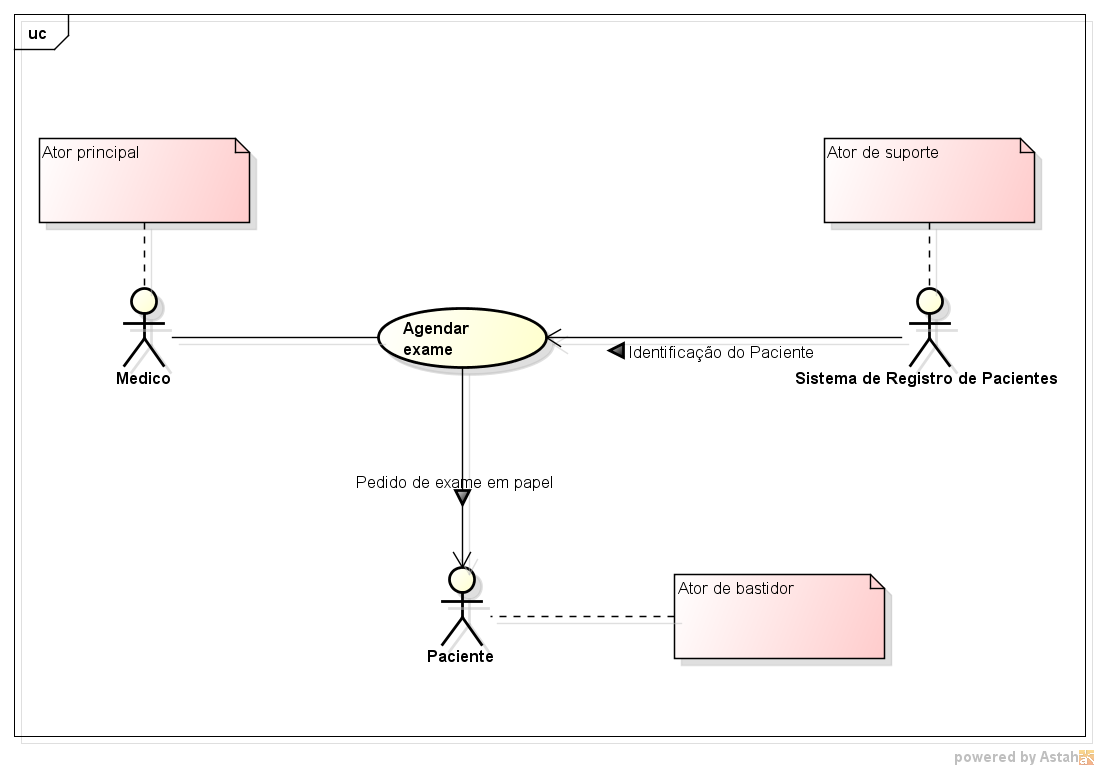 uc
Ator principal
Ator de suporte
Agendar
exame
Identificação do Paciente
Medico
Sistema de Registro de Pacientes
Pedido de exame em papel
Ator de bastidor
Paciente
powered by Astah